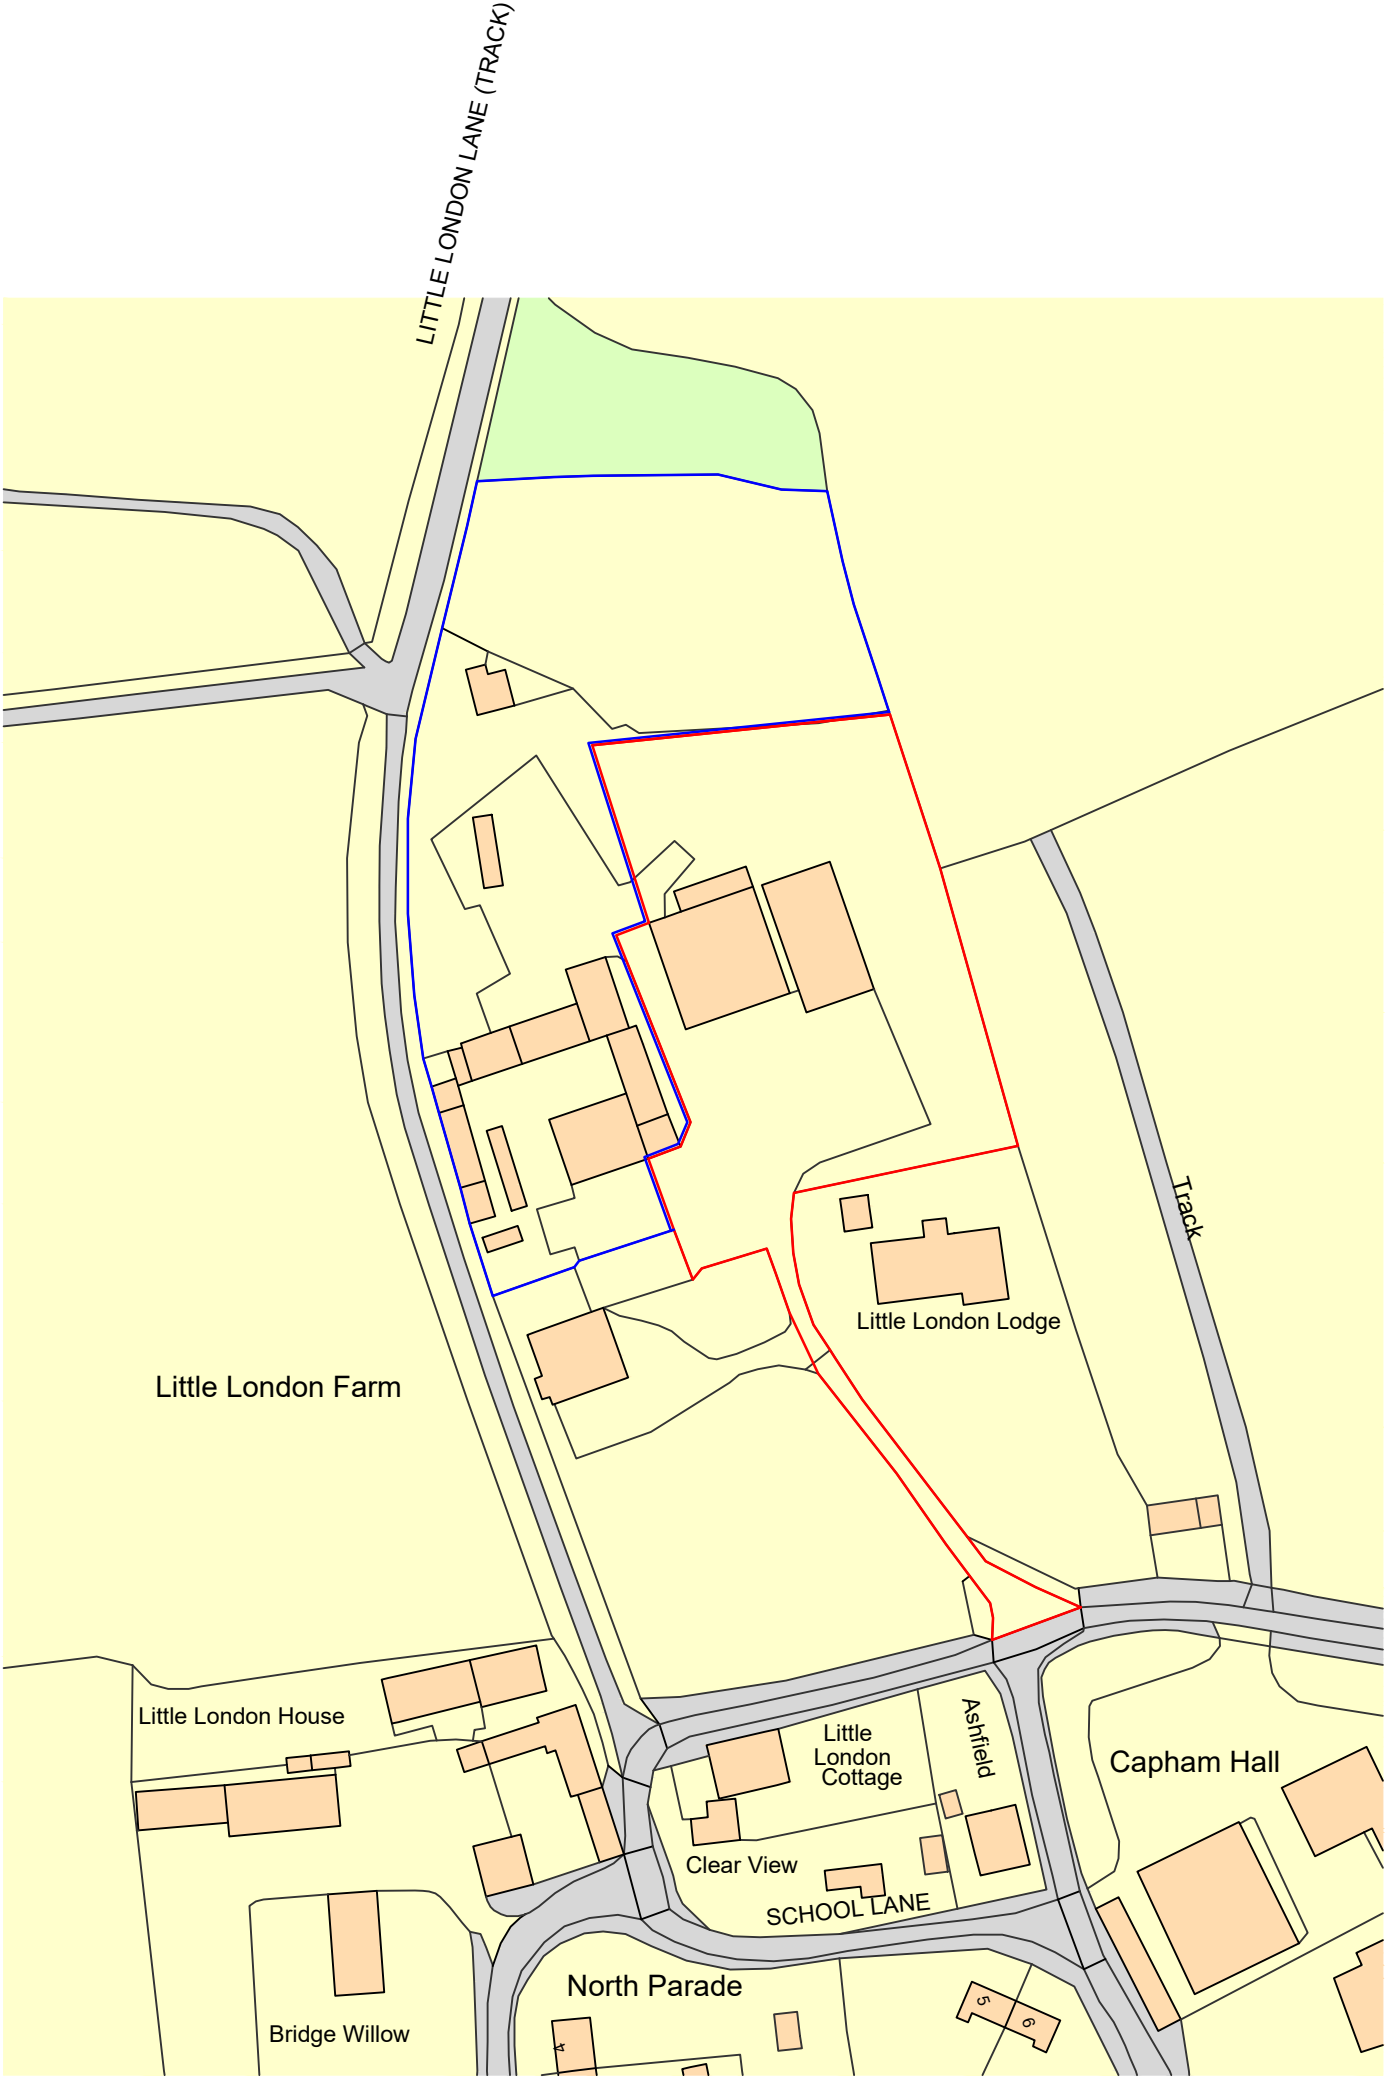 LITTLE LONDON LANE (TRACK)
Track
Little London Lodge
Little London Farm
Little London House
Little
London
Cottage
Ashfield
Capham Hall
Clear View
SCHOOL LANE
North Parade
Bridge Willow
5
6
4